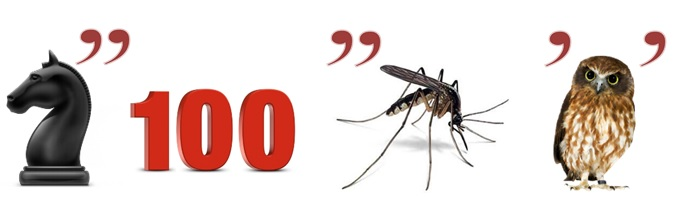 ,, 100 ,, , ,